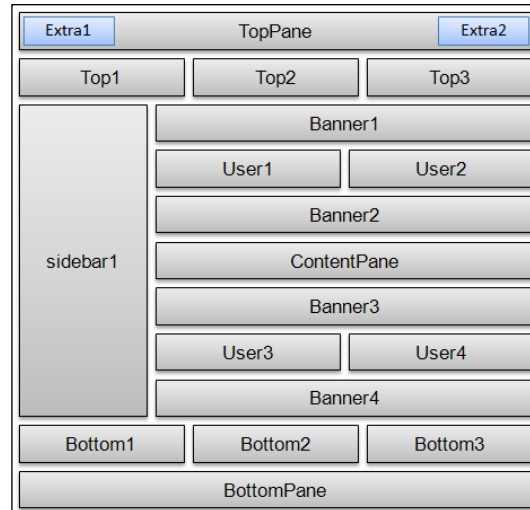 Extra1 TopPane Extra2
Top1 Top2 Top3
Banner1
User1 User2
Banner2
sidebar1 ContentPane
Banner3
User3 User4
Banner4
Bottom1 Bottom2 Bottom3
BottomPane